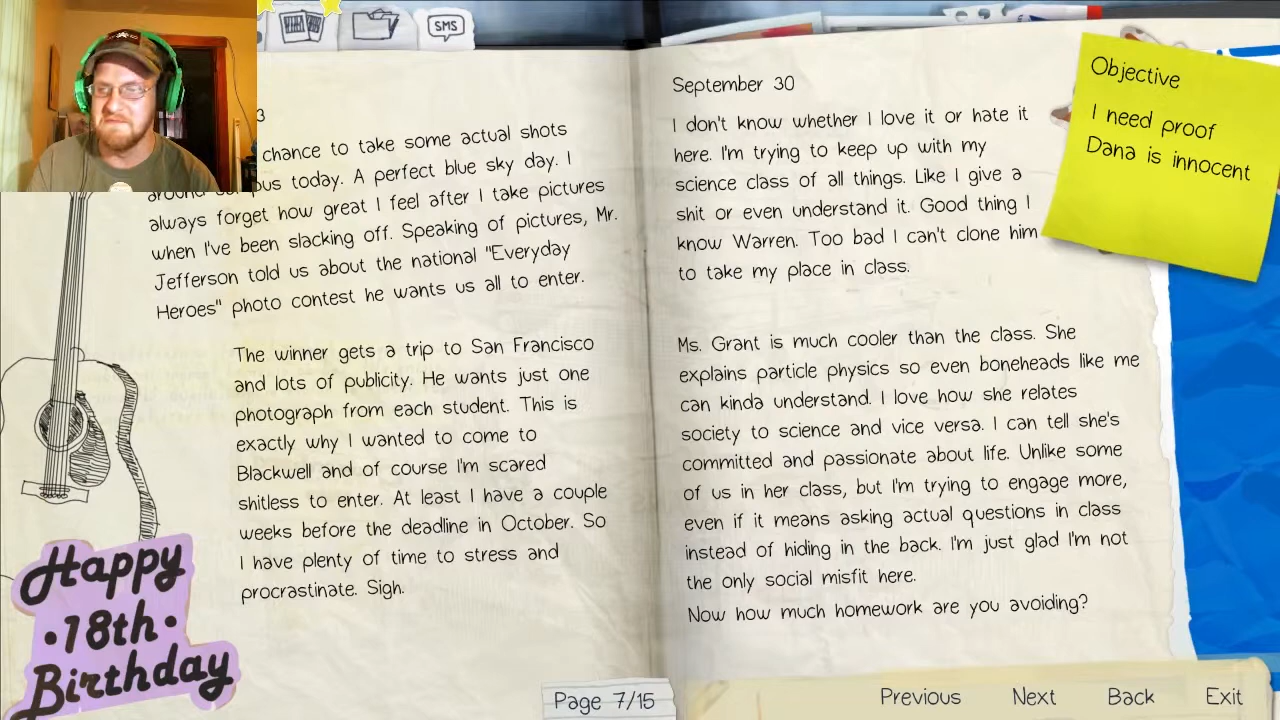 SMS
3
chance to take some actual shots
pus today. A perfect blue sky day. I
always forget how great I feel after I take pictures
when I've been slacking off. Speaking of pictures, Mr.
Jefferson told us about the national "Everyday
Heroes" photo contest he wants us all to enter.
The winner gets a trip to San Francisco
and lots of publicity. He wants just one
photograph from each student. This is
exactly why I wanted to come to
Blackwell and of course I'm scared
shitless to enter. At least I have a couple
weeks before the deadline in October. So
I have plenty of time to stress and
procrastinate. Sigh.
Happy
•18th•
Birthday
September 30
I don't know whether I love it or hate it
here. I'm trying to keep up with my
science class of all things. Like I give a
shit or even understand it. Good thing I
know Warren. Too bad I can't clone him
to take my place in class.
Ms. Grant is much cooler than the class. She
explains particle physics so even boneheads like me
can kinda understand. I love how she relates
society to science and vice versa. I can tell she's
committed and passionate about life. Unlike some
of us in her class, but I'm trying to engage more,
even if it means asking actual questions in class
instead of hiding in the back. I'm just glad I'm not
the only social misfit here.
Now how much homework are you avoiding?
Objective
I need proof
Dana is innocent
Page 7/15
Previous Next Back Exit